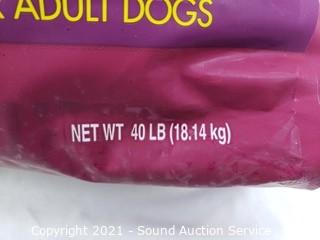 ADULT DOGS
NET WT 40 LB (18.14 kg)
Copyright 2021 - Sound Auction Service